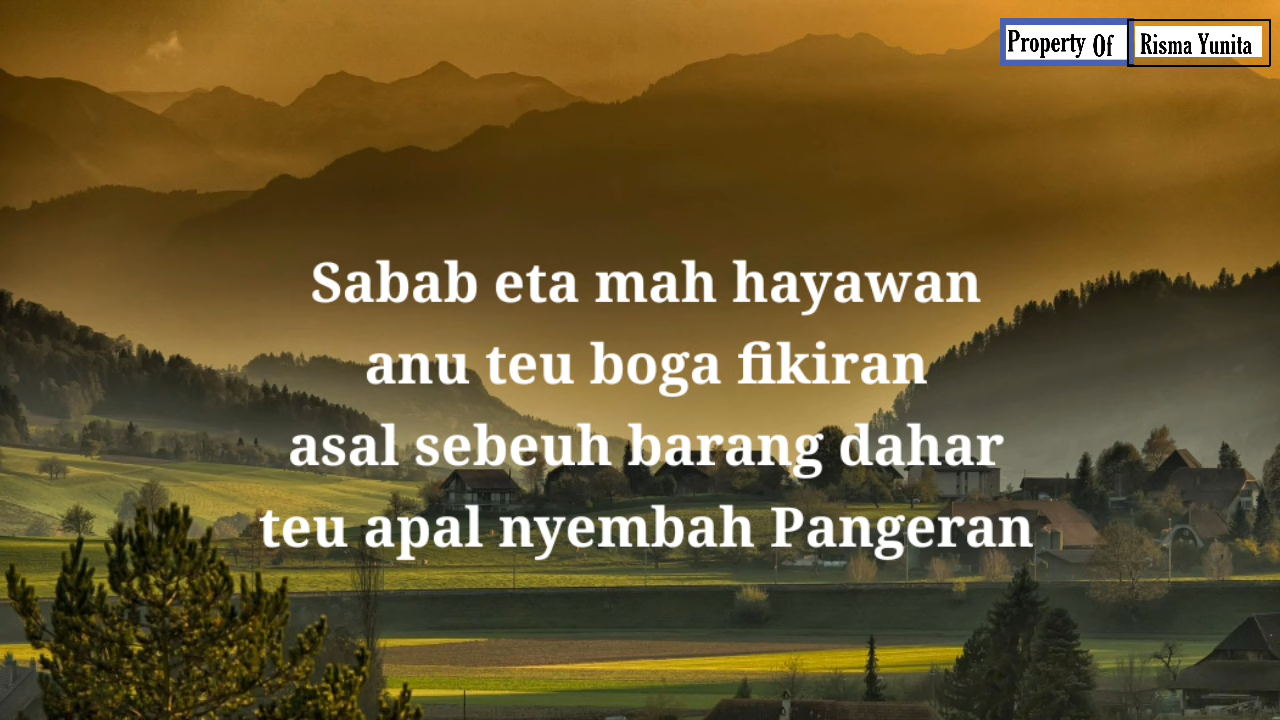 Property Of Risma Yunita
Sabab eta mah hayawan
anu teu boga fikiran
asal sebeuh barang dahar
teu apal nyembah Pangeran